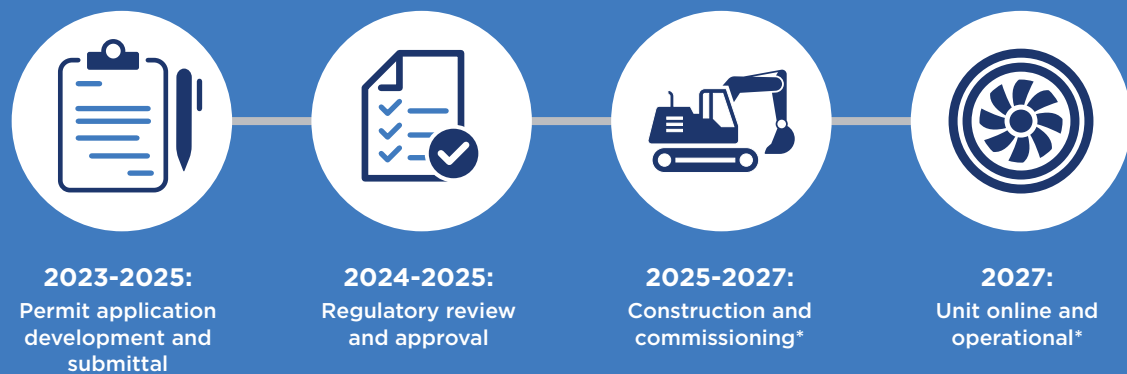 2023-2025:
Permit application
development and
submittal
2024-2025:
Regulatory review
and approval
2025-2027:
Construction and
commissioning*
2027:
Unit online and
operational*